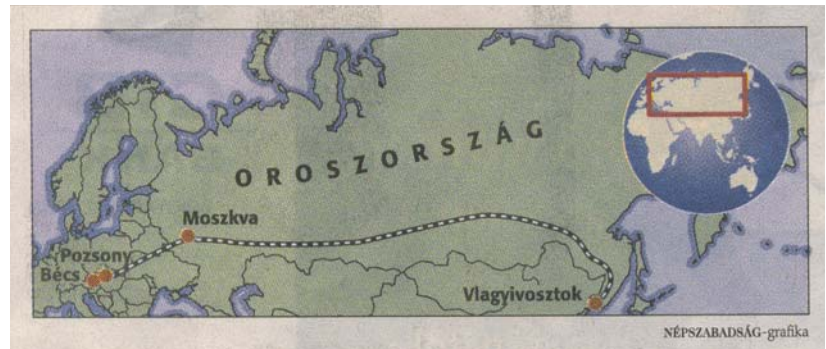 OROSZORSZÁG
Moszkva
Pozsony
Bécs
Vlagyivosztok
NÉPSZABADSÁG-grafika